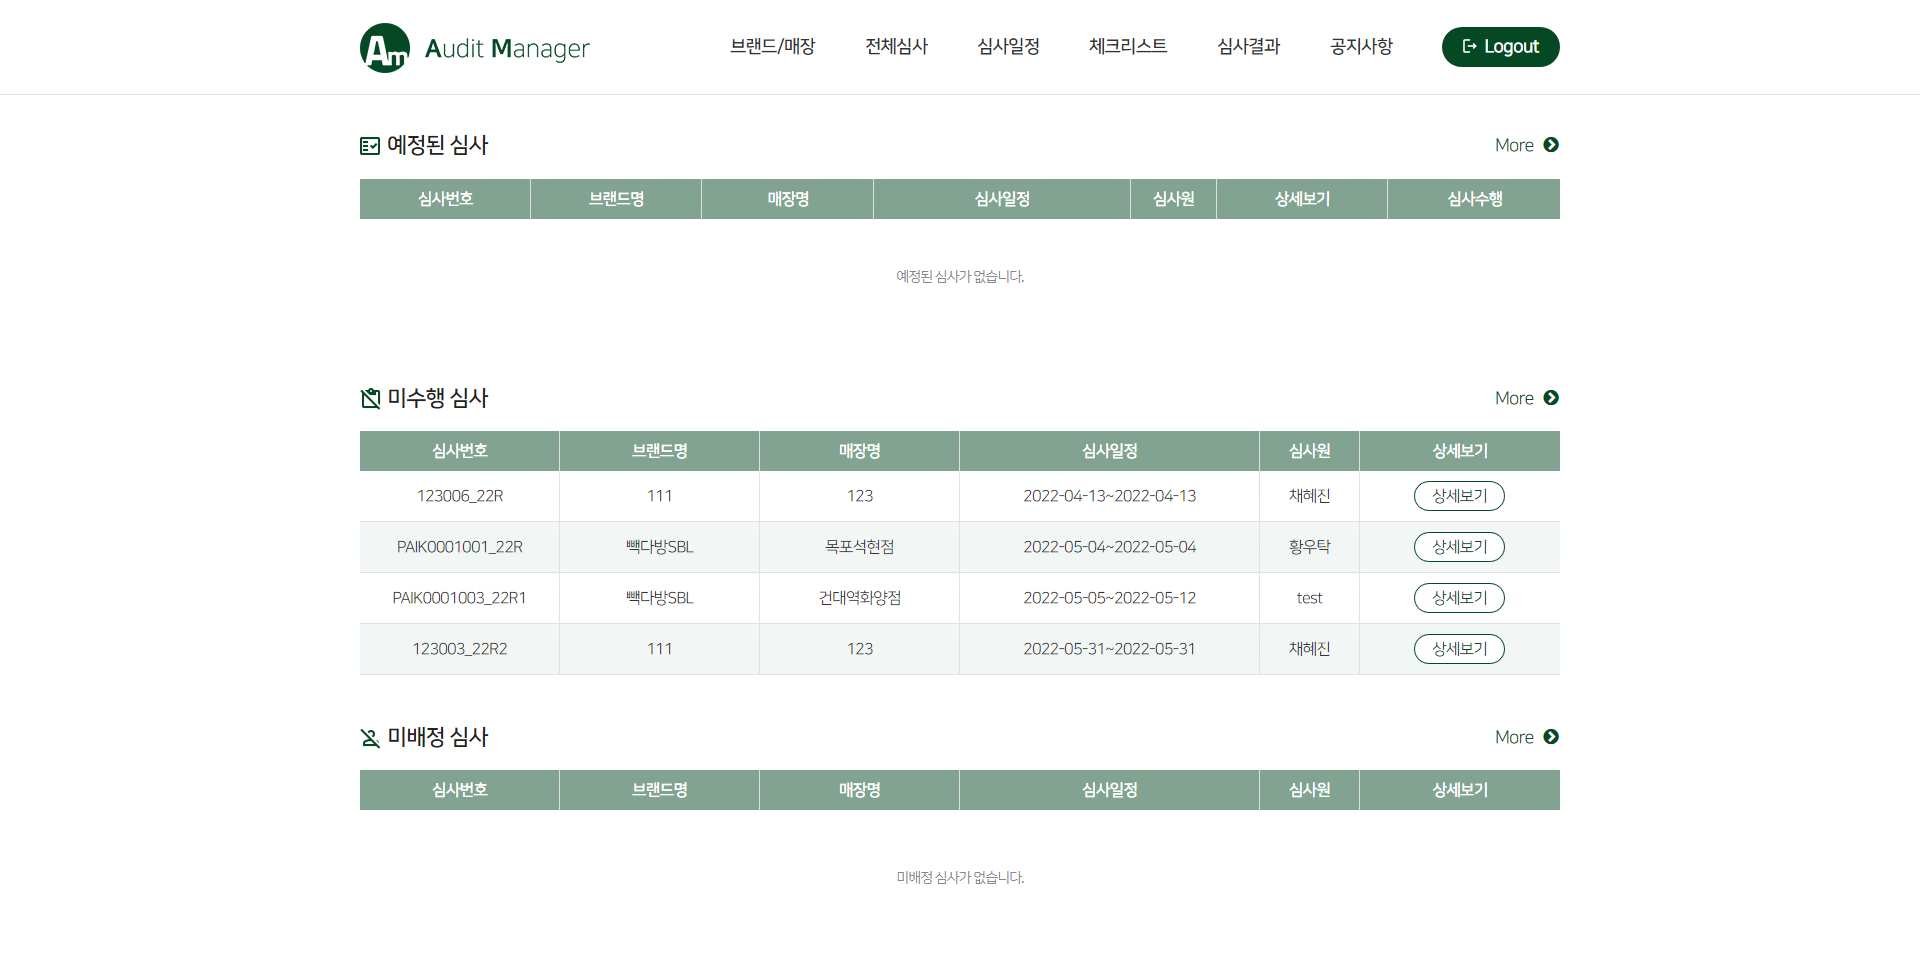 Am Audit Manager 브랜드/매장 전체심사 심사일정 체크리스트 심사결과 공지사항 Logout
예정된 심사 More
심사번호 브랜드명 매장명 심사일정 심사원 상세보기 심사수행
예정된 심사가 없습니다.
미수행 심사 More
심사번호 브랜드명 매장명 심사일정 심사원 상세보기
123006_22R 111 123 2022-04-13~2022-04-13 채혜진 상세보기
PAIK0001001_22R 빽다방SBL 목포석현점 2022-05-04~2022-05-04 황우탁 상세보기
PAIK0001003_22R1 빽다방SBL 건대역화양점 2022-05-05~2022-05-12 test 상세보기
123003_22R2 111 123 2022-05-31~2022-05-31 채혜진 상세보기
미배정 심사 More
심사번호 브랜드명 매장명 심사일정 심사원 상세보기
미배정 심사가 없습니다.